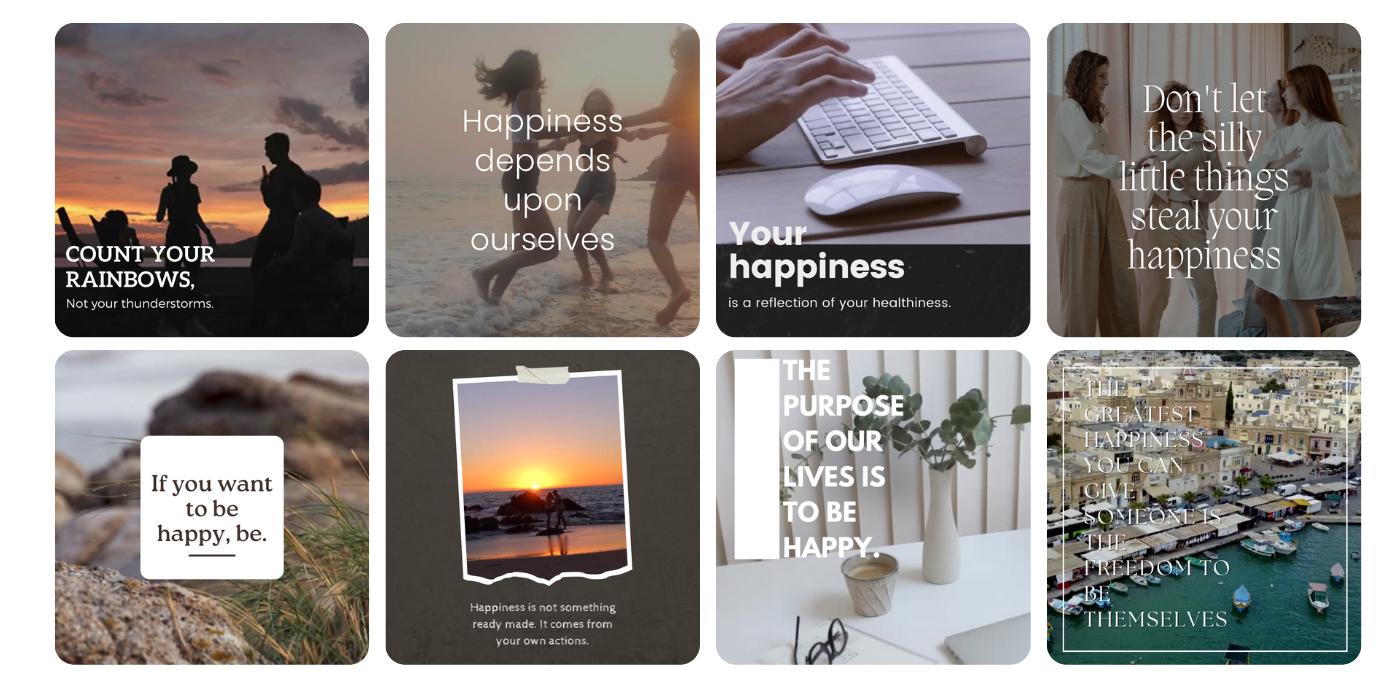 COUNT YOUR
RAINBOWS,
Not your thunderstorms.
Happiness
depends
upon
ourselves
Your
happiness
is a reflection of your healthiness.
Don't let
the silly
little things
steal your
happiness
If you want
to be
happy, be.
Happiness is not something
ready made. It comes from
your own actions.
THE
PURPOSE
OF OUR
LIVES IS
TO BE
HAPPY.
THE
GREATEST
HAPPINESS
YOU CAN
GIVE
SOMEONE IS
THE
FREEDOM TO
BE
THEMSELVES